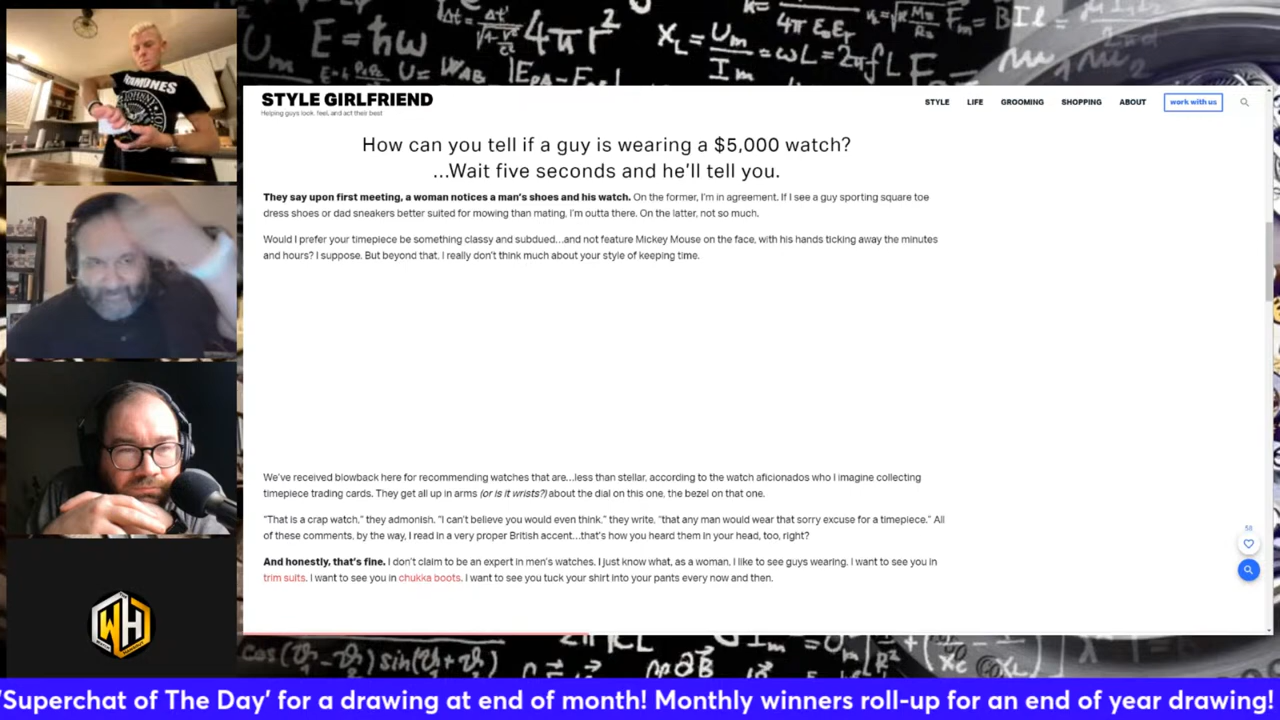 E=ħω
4πr²
RAMONES
STYLE GIRLFRIEND
Helping guys look, feel, and act their best
STYLE LIFE GROOMING SHOPPING ABOUT work with us
How can you tell if a guy is wearing a $5,000 watch?
...Wait five seconds and he'll tell you.
They say upon first meeting, a woman notices a man's shoes and his watch. On the former, I'm in agreement. If I see a guy sporting square toe
dress shoes or dad sneakers better suited for mowing than mating, I'm outta there. On the latter, not so much.
Would I prefer your timepiece be something classy and subdued...and not feature Mickey Mouse on the face, with his hands ticking away the minutes
and hours? I suppose. But beyond that, I really don't think much about your style of keeping time.
We've received blowback here for recommending watches that are...less than stellar, according to the watch aficionados who I imagine collecting
timepiece trading cards. They get all up in arms (or is it wrists?) about the dial on this one, the bezel on that one.
"That is a crap watch," they admonish. "I can't believe you would even think," they write, "that any man would wear that sorry excuse for a timepiece." All
of these comments, by the way, I read in a very proper British accent...that's how you heard them in your head, too, right?
And honestly, that's fine. I don't claim to be an expert in men's watches. I just know what, as a woman, I like to see guys wearing. I want to see you in
trim suits. I want to see you in chukka boots. I want to see you tuck your shirt into your pants every now and then.
58
WH
'Superchat of The Day' for a drawing at end of month! Monthly winners roll-up for an end of year drawing!